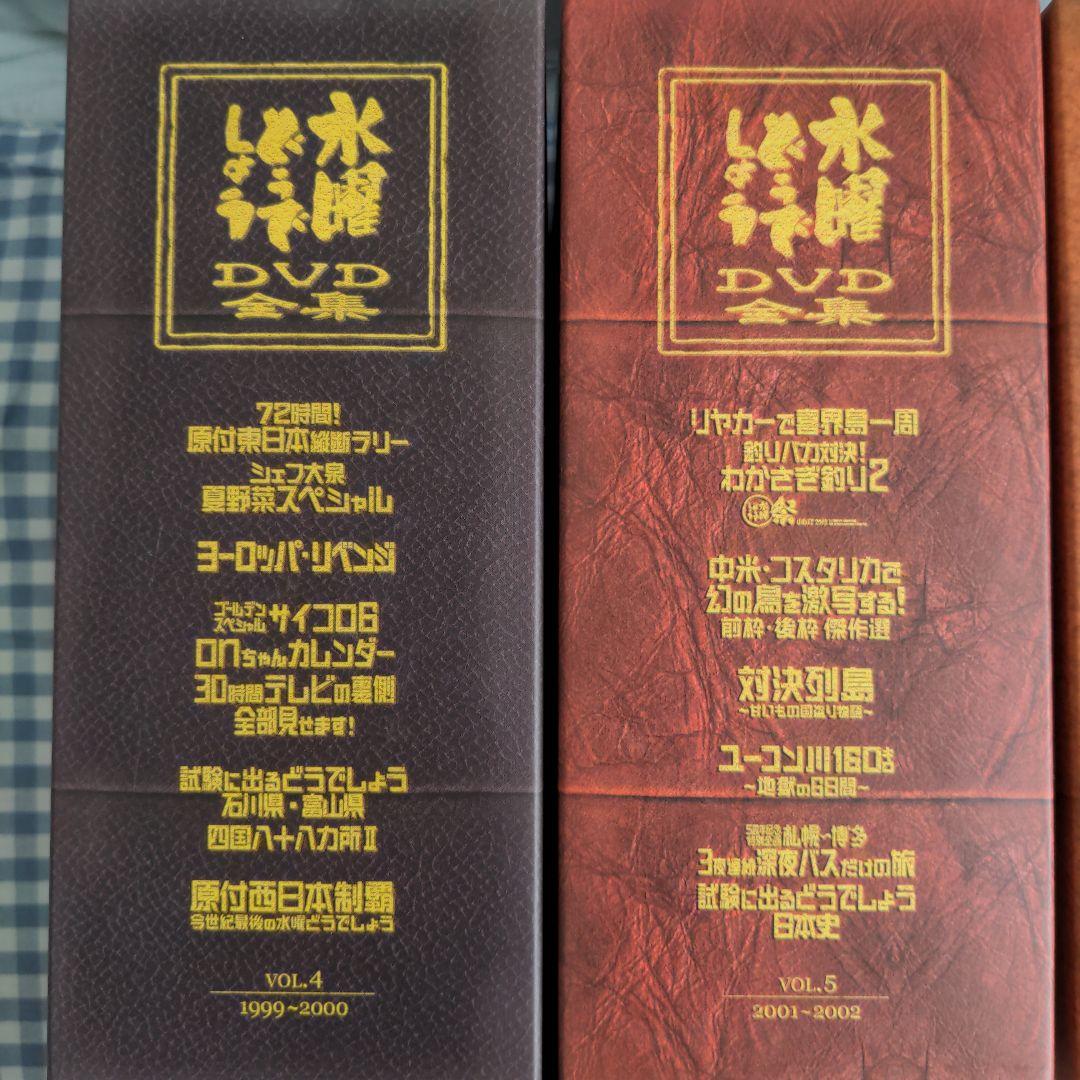 水曜
どうで
しょう
DVD
全集
72時間!
原付東日本縦断ラリー
シェフ大泉
夏野菜スペシャル
ヨーロッパ・リベンジ
ゴールデン
スペシャル サイコロ6
onちゃんカレンダー
30時間テレビの裏側
全部見せます!
試験に出るどうでしょう
石川県・富山県
四国八十八カ所Ⅱ
原付西日本制覇
今世紀最後の水曜どうでしょう
VOL.4
1999~2000
水曜
どうで
しょう
DVD
全集
リヤカーで喜界島一周
釣りバカ対決!
わかさぎ釣り2
祭
中米・コスタリカで
幻の鳥を激写する!
前枠・後枠 傑作選
対決列島
~甘いもの国盗り物語~
ユーコン川160キロ
~地獄の6日間~
札幌~博多
3夜連続深夜バスだけの旅
試験に出るどうでしょう
日本史
VOL.5
2001~2002